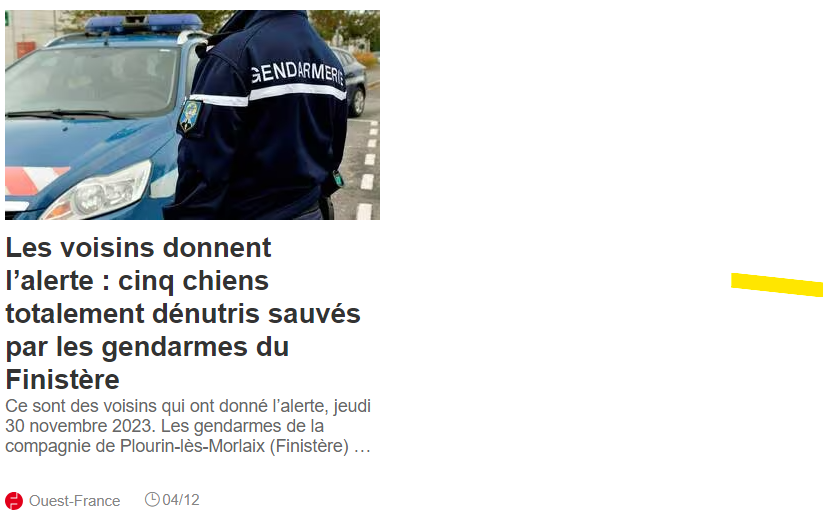 GENDARMERIE
Les voisins donnent
l’alerte : cinq chiens
totalement dénutris sauvés
par les gendarmes du
Finistère
Ce sont des voisins qui ont donné l’alerte, jeudi
30 novembre 2023. Les gendarmes de la
compagnie de Plourin-lès-Morlaix (Finistère) …
Ouest-France 04/12